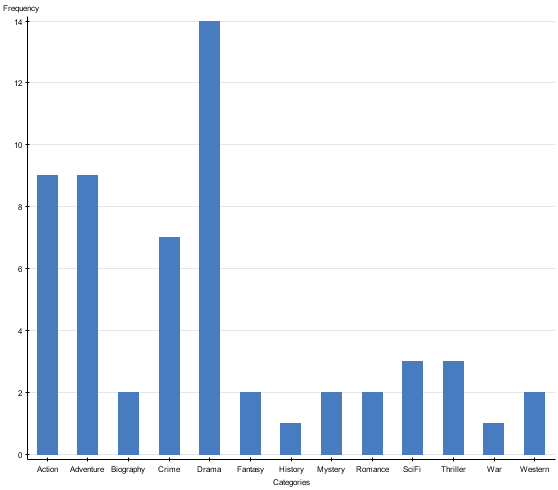 Frequency
14
12
10
8
6
4
2
0
Action Adventure Biography Crime Drama Fantasy History Mystery Romance SciFi Thriller War Western
Categories